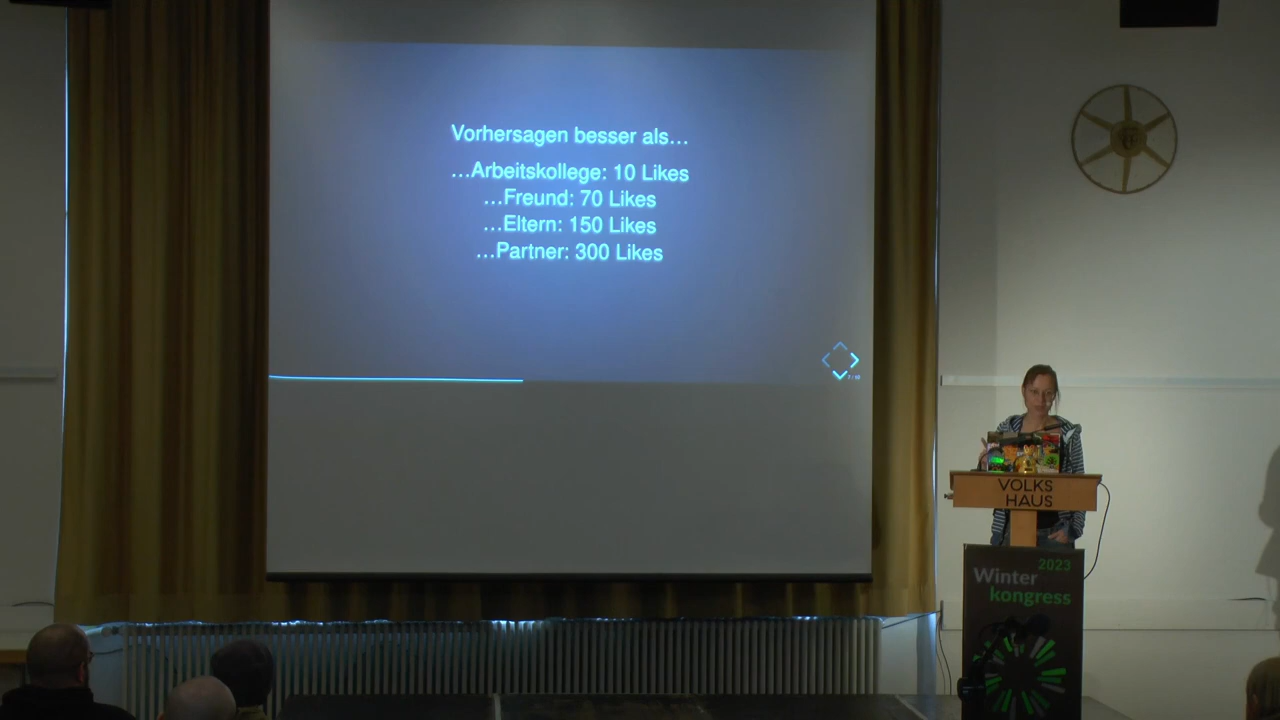 Vorhersagen besser als…
…Arbeitskollege: 10 Likes
…Freund: 70 Likes
…Eltern: 150 Likes
…Partner: 300 Likes
VOLKS
HAUS
2023
Winter
kongress